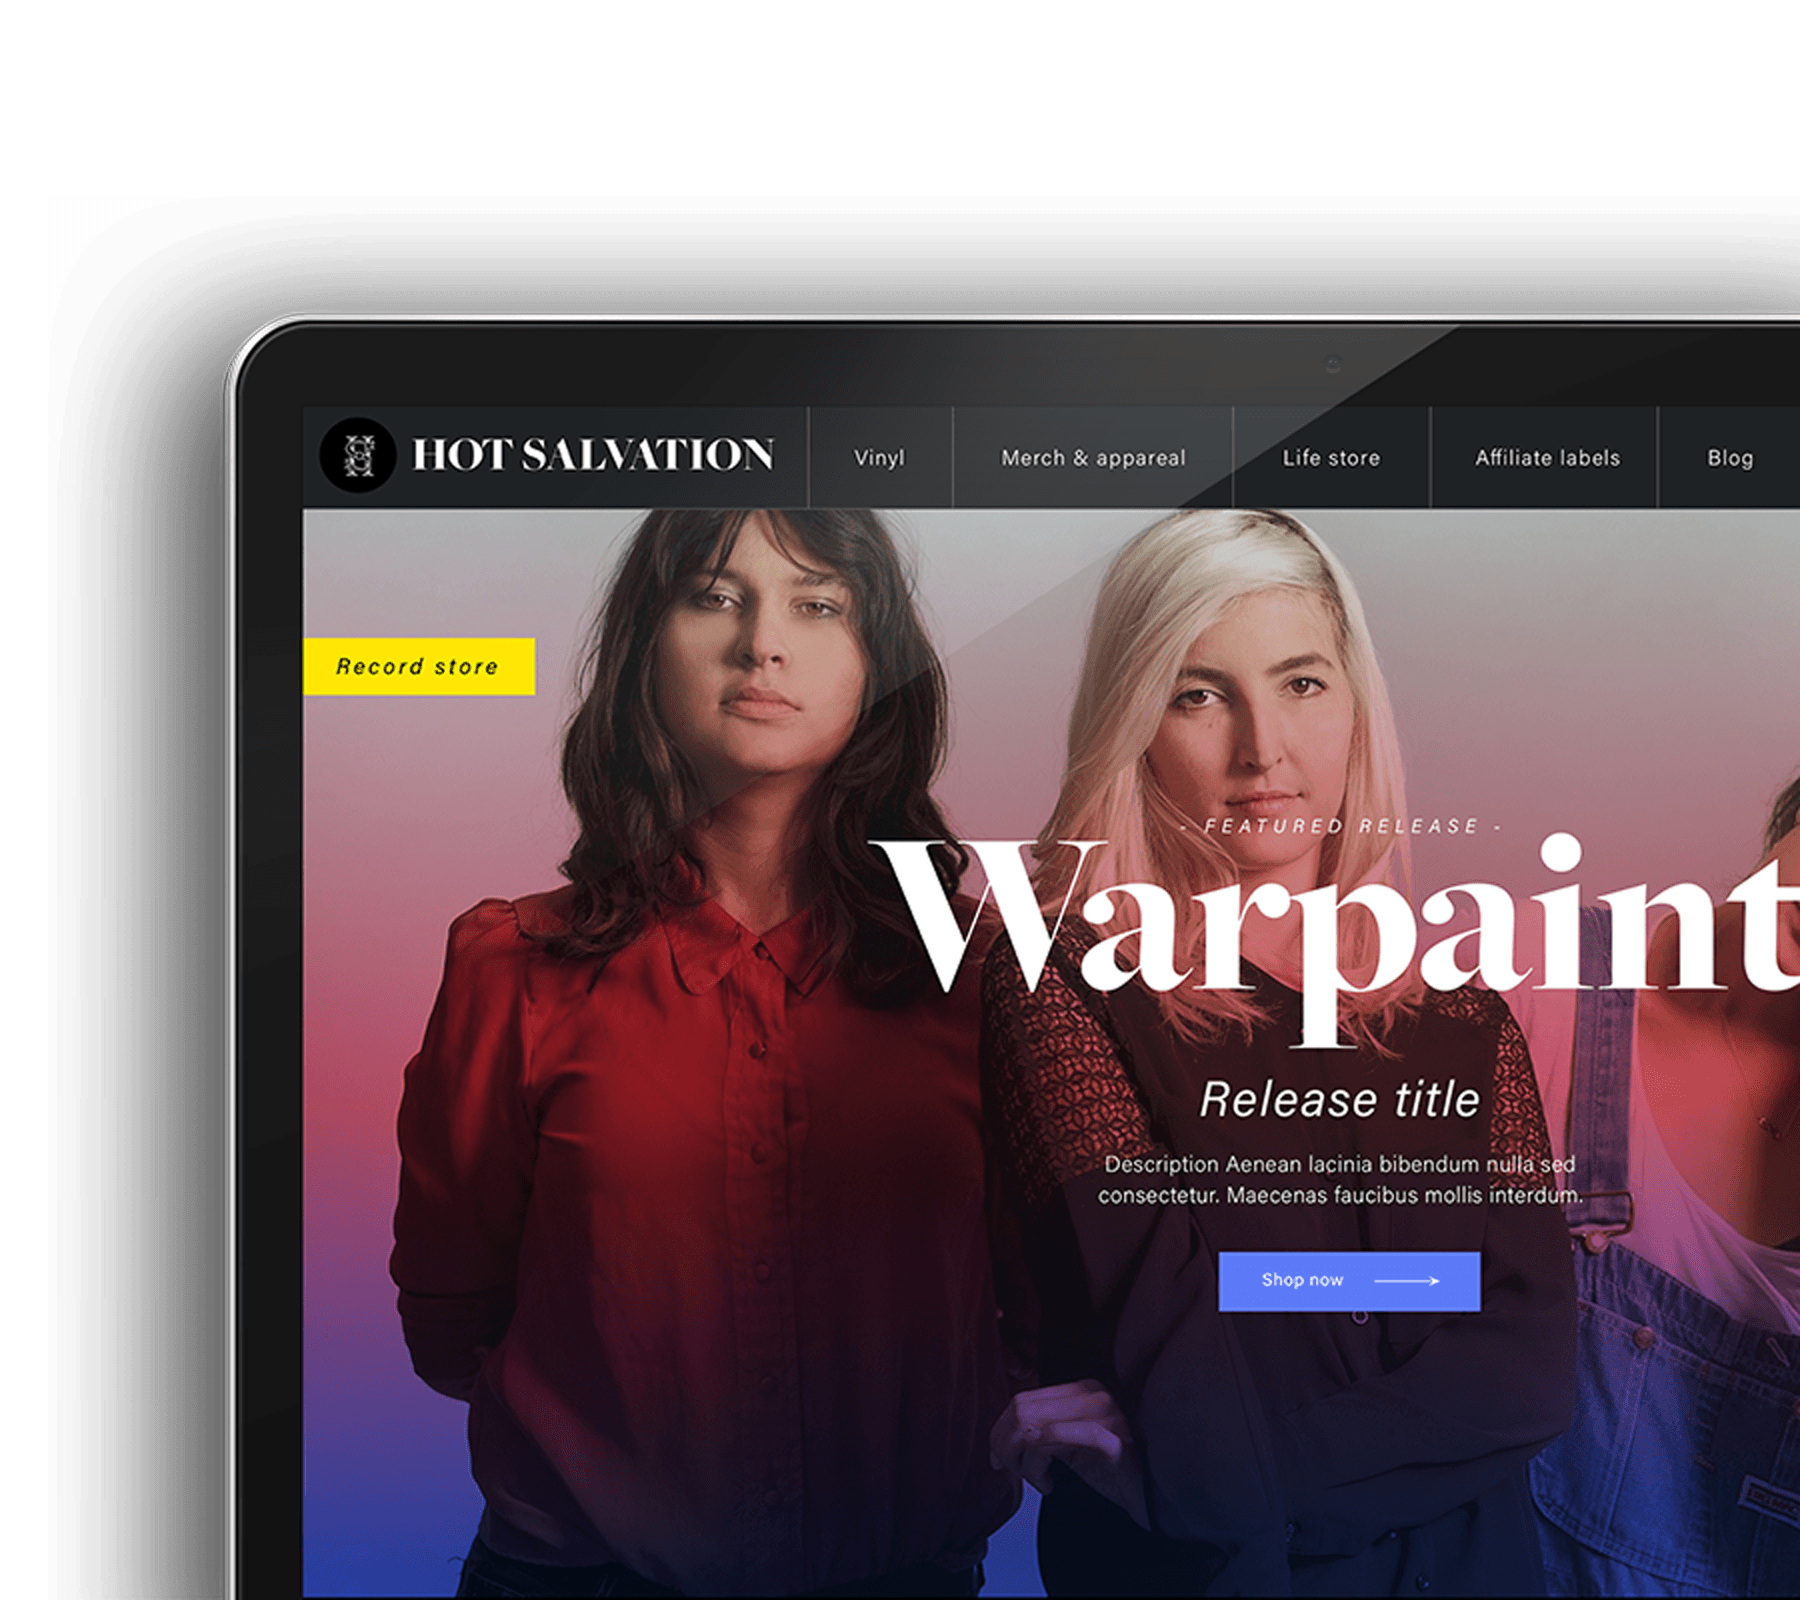 HOT SALVATION
Vinyl
Merch & appareal
Life store
Affiliate labels
Blog
Record store
- FEATURED RELEASE -
Warpaint
Release title
Description Aenean lacinia bibendum nulla sed
consectetur. Maecenas faucibus mollis interdum.
Shop now